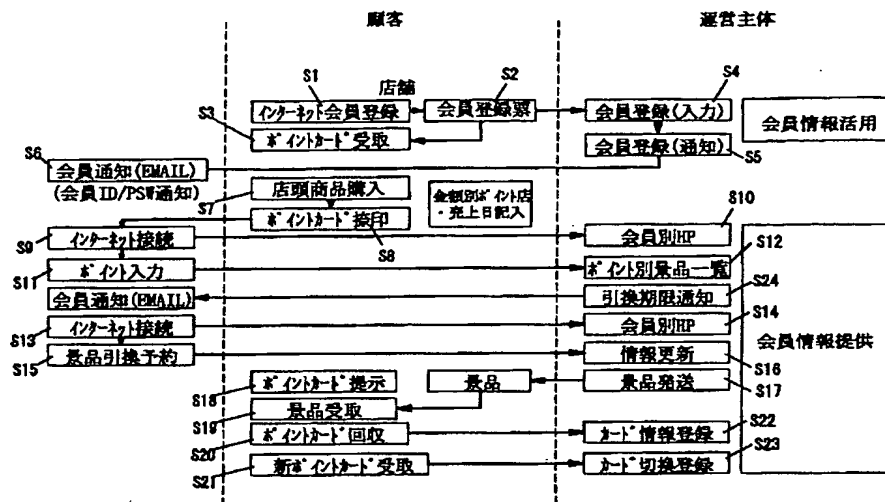 顧客 運営主体
S1 店舗 S2 S4
S3 インターネット会員登録 会員登録票 会員登録(入力) 会員情報活用
ポイントカード受取 会員登録(通知) S5
S6 会員通知(EMAIL)
(会員ID/PSW通知)
S7 店頭商品購入 金額別ポイント店
・売上日記入
ポイントカード捺印 S8 S10
S9 インターネット接続 会員別HP
S11 ポイント入力 ポイント別景品一覧 S12
会員通知(EMAIL) 引換期限通知 S24
S13 インターネット接続 会員別HP S14
会員情報提供
S15 景品引換予約 情報更新 S16
S18 ポイントカード提示 景品 景品発送 S17
S19 景品受取
S20 ポイントカード回収 カード情報登録 S22
S21 新ポイントカード受取 カード切換登録 S23